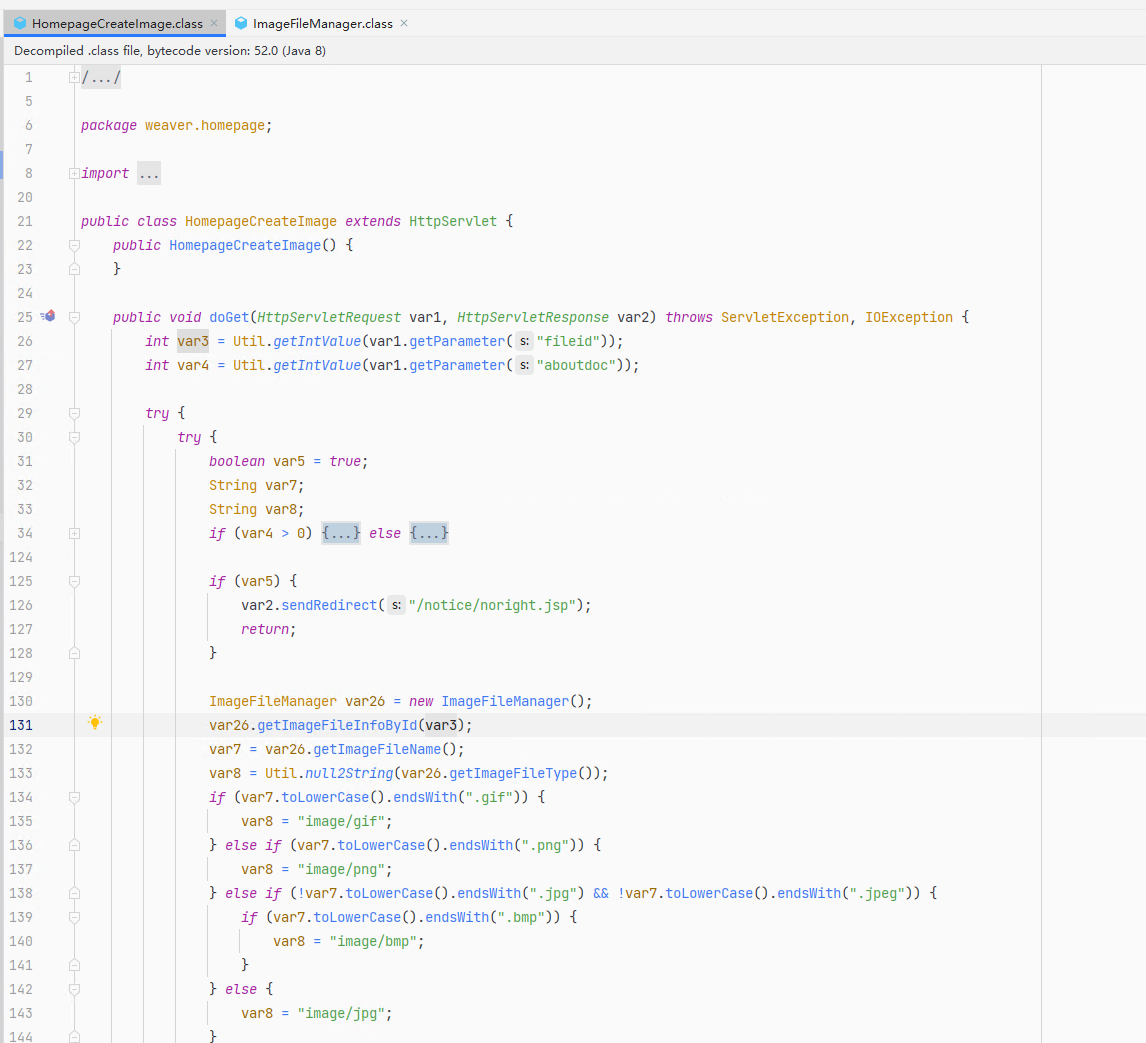 HomepageCreateImage.class × ImageFileManager.class ×
Decompiled .class file, bytecode version: 52.0 (Java 8)
1 /.../
5
6 package weaver.homepage;
7
8 import ...
20
21 public class HomepageCreateImage extends HttpServlet {
22 public HomepageCreateImage() {
23 }
24
25 public void doGet(HttpServletRequest var1, HttpServletResponse var2) throws ServletException, IOException {
26 int var3 = Util.getIntValue(var1.getParameter( s: "fileid"));
27 int var4 = Util.getIntValue(var1.getParameter( s: "aboutdoc"));
28
29 try {
30 try {
31 boolean var5 = true;
32 String var7;
33 String var8;
34 if (var4 > 0) {...} else {...}
124
125 if (var5) {
126 var2.sendRedirect( s: "/notice/noright.jsp");
127 return;
128 }
129
130 ImageFileManager var26 = new ImageFileManager();
131 var26.getImageFileInfoById(var3);
132 var7 = var26.getImageFileName();
133 var8 = Util.null2String(var26.getImageFileType());
134 if (var7.toLowerCase().endsWith(".gif")) {
135 var8 = "image/gif";
136 } else if (var7.toLowerCase().endsWith(".png")) {
137 var8 = "image/png";
138 } else if (!var7.toLowerCase().endsWith(".jpg") && !var7.toLowerCase().endsWith(".jpeg")) {
139 if (var7.toLowerCase().endsWith(".bmp")) {
140 var8 = "image/bmp";
141 }
142 } else {
143 var8 = "image/jpg";
144 }